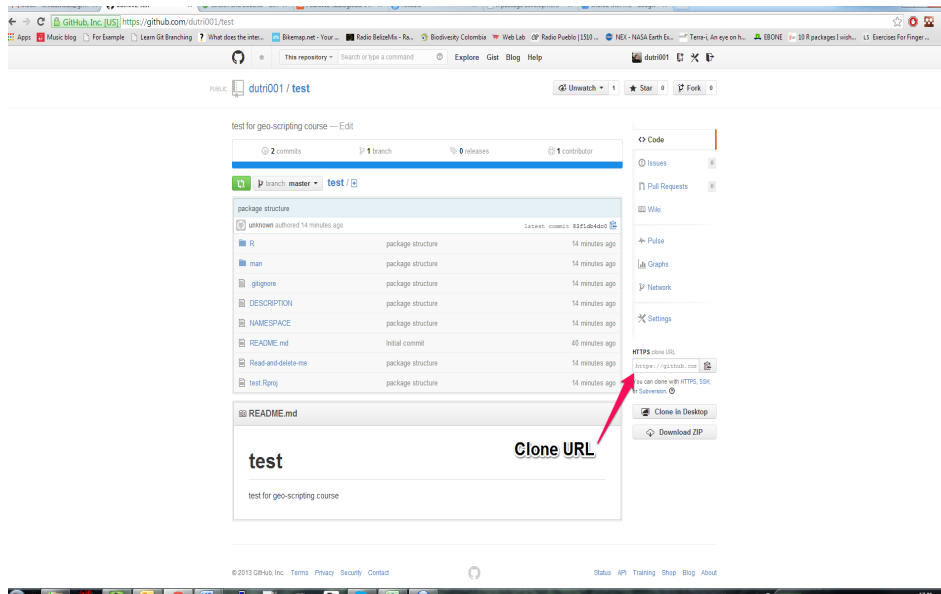 GitHub, Inc. [US] https://github.com/dutri001/test
Apps Music blog For Example Learn Git Branching What does the inter... Bikemap.net - Your ... Radio BelizeMix - Ra... Biodiversity Colombia Web Lab Radio Pueblo (1510 ... NEX - NASA Earth Ex... Terra-i, An eye on h... EBONE 10 R packages I wish... LS Exercises For Finger ...
This repository Search or type a command Explore Gist Blog Help dutri001
PUBLIC dutri001 / test Unwatch 1 Star 0 Fork 0
test for geo-scripting course — Edit
2 commits 1 branch 0 releases 1 contributor
branch: master test /
package structure
unknown authored 14 minutes ago latest commit 83f1db4dc0
R package structure 14 minutes ago
man package structure 14 minutes ago
.gitignore package structure 14 minutes ago
DESCRIPTION package structure 14 minutes ago
NAMESPACE package structure 14 minutes ago
README.md Initial commit 40 minutes ago
Read-and-delete-me package structure 14 minutes ago
test.Rproj package structure 14 minutes ago
README.md
test
test for geo-scripting course
Code
Issues 0
Pull Requests 0
Wiki
Pulse
Graphs
Network
Settings
HTTPS clone URL
https://github.com
You can clone with HTTPS, SSH,
or Subversion.
Clone in Desktop
Download ZIP
Clone URL
© 2013 GitHub, Inc. Terms Privacy Security Contact Status API Training Shop Blog About